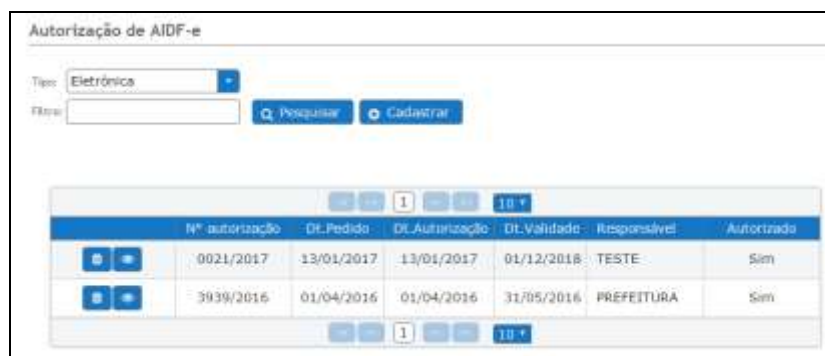 Autorização de AIDF-e
Tipo: Eletrônica
Filtro:
Pesquisar Cadastrar
1 10
Nº autorização Dt.Pedido Dt.Autorização Dt.Validade Responsável Autorizado
0021/2017 13/01/2017 13/01/2017 01/12/2018 TESTE Sim
3939/2016 01/04/2016 01/04/2016 31/05/2016 PREFEITURA Sim
1 10